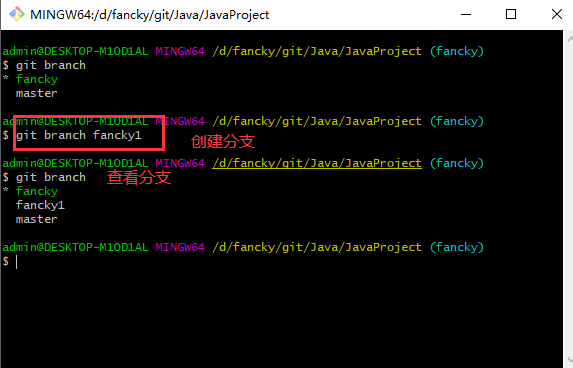 MINGW64:/d/fancky/git/Java/JavaProject
admin@DESKTOP-M1OD1AL MINGW64 /d/fancky/git/Java/JavaProject (fancky)
$ git branch
* fancky
master
admin@DESKTOP-M1OD1AL MINGW64 /d/fancky/git/Java/JavaProject (fancky)
$ git branch fancky1 创建分支
admin@DESKTOP-M1OD1AL MINGW64 /d/fancky/git/Java/JavaProject (fancky)
$ git branch 查看分支
* fancky
fancky1
master
admin@DESKTOP-M1OD1AL MINGW64 /d/fancky/git/Java/JavaProject (fancky)
$